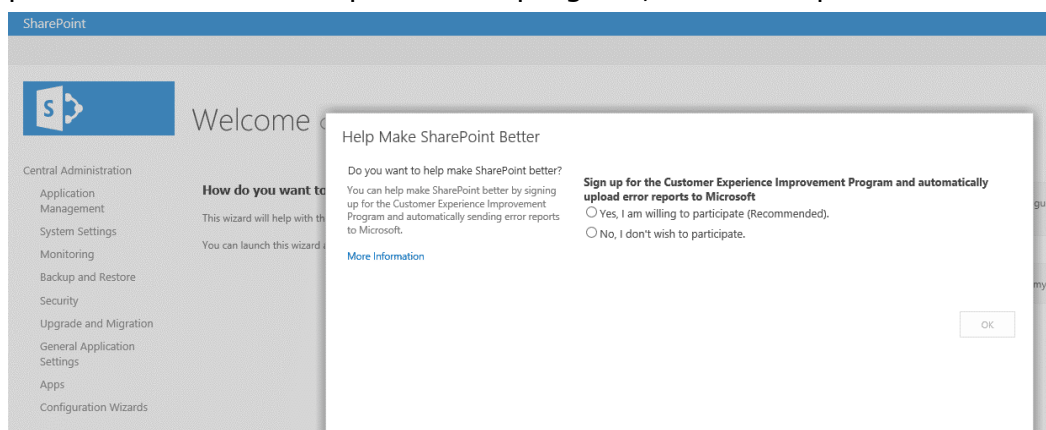 SharePoint
S
Welcome
Central Administration
Application
Management
System Settings
Monitoring
Backup and Restore
Security
Upgrade and Migration
General Application
Settings
Apps
Configuration Wizards
How do you want to
This wizard will help with th
You can launch this wizard
Help Make SharePoint Better
Do you want to help make SharePoint better?
You can help make SharePoint better by signing
up for the Customer Experience Improvement
Program and automatically sending error reports
to Microsoft.
More Information
Sign up for the Customer Experience Improvement Program and automatically
upload error reports to Microsoft
Yes, I am willing to participate (Recommended).
No, I don't wish to participate.
OK
my